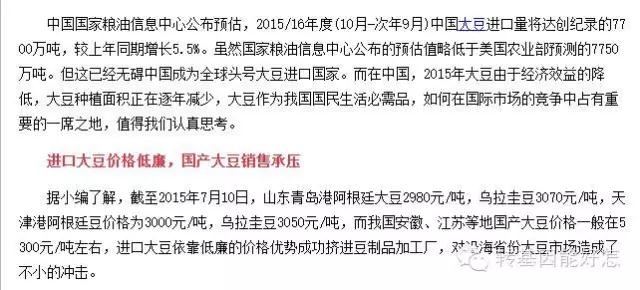 中国国家粮油信息中心公布预估，2015/16年度(10月-次年9月)中国大豆进口量将达创纪录的77
00万吨，较上年同期增长5.5%。虽然国家粮油信息中心公布的预估值略低于美国农业部预测的7750
万吨。但这已经无碍中国成为全球头号大豆进口国家。而在中国，2015年大豆由于经济效益的降
低，大豆种植面积正在逐年减少，大豆作为我国国民生活必需品，如何在国际市场的竞争中占有重
要的一席之地，值得我们认真思考。
进口大豆价格低廉，国产大豆销售承压
据小编了解，截至2015年7月10日，山东青岛港阿根廷大豆2980元/吨，乌拉圭豆3070元/吨，天
津港阿根廷豆价格为3000元/吨，乌拉圭豆3050元/吨，而我国安徽、江苏等地国产大豆价格一般在5
300元/吨左右，进口大豆依靠低廉的价格优势成功挤进豆制品加工厂，对沿海省份大豆市场造成了
不小的冲击。
转基因能好怎